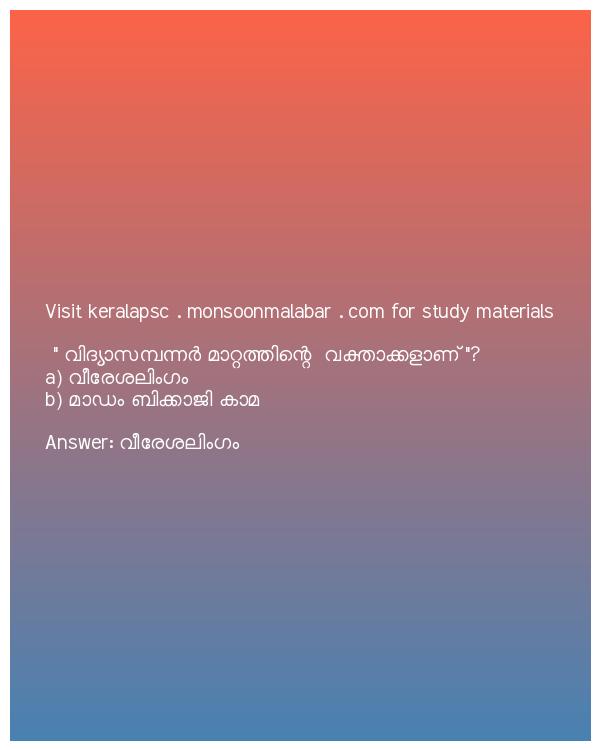 Visit keralapsc . monsoonmalabar . com for study materials
" വിദ്യാസമ്പന്നർ മാറ്റത്തിന്റെ വക്താക്കളാണ് "?
a) വീരേശലിംഗം
b) മാഡം ബിക്കാജി കാമ
Answer: വീരേശലിംഗം